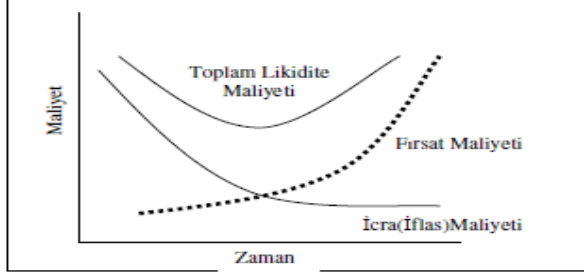 Toplam Likidite
Maliyeti
Maliyet
Fırsat Maliyeti
İcra(İflas)Maliyeti
Zaman